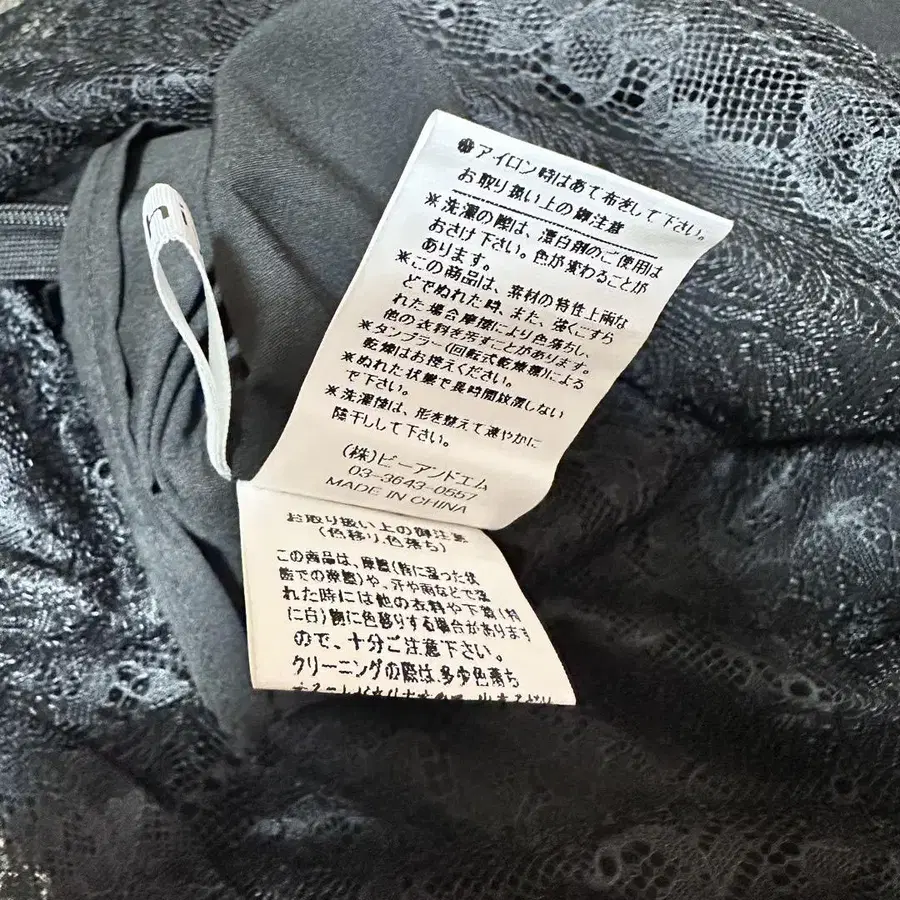 ●アイロン時はあて布をして下さい。
お取り扱い上の御注意
※洗濯の際は、漂白剤のご使用は
おさけ下さい。色が変わることが
あります。
※この商品は、素材の特性上雨な
どでぬれた時、また、強くこすら
れた場合摩擦により色落ちし、
他の衣料を汚すことがあります。
※タンブラー(回転式乾燥機)による
乾燥はお控えください。
※ぬれた状態で長時間放置しない
で下さい。
※洗濯後は、形を整えて速やかに
陰干しして下さい。
(株)ビーアンドエム
03-3643-0557
MADE IN CHINA
お取り扱い上の御注意
(色移り、色落ち)
この商品は、摩擦(特に湿った状
態での摩擦)や、汗や雨などで濡
れた時には他の衣料や下着(特
に白)側に色移りする場合があります
ので、十分ご注意下さい。
クリーニングの際は、多少色落ち